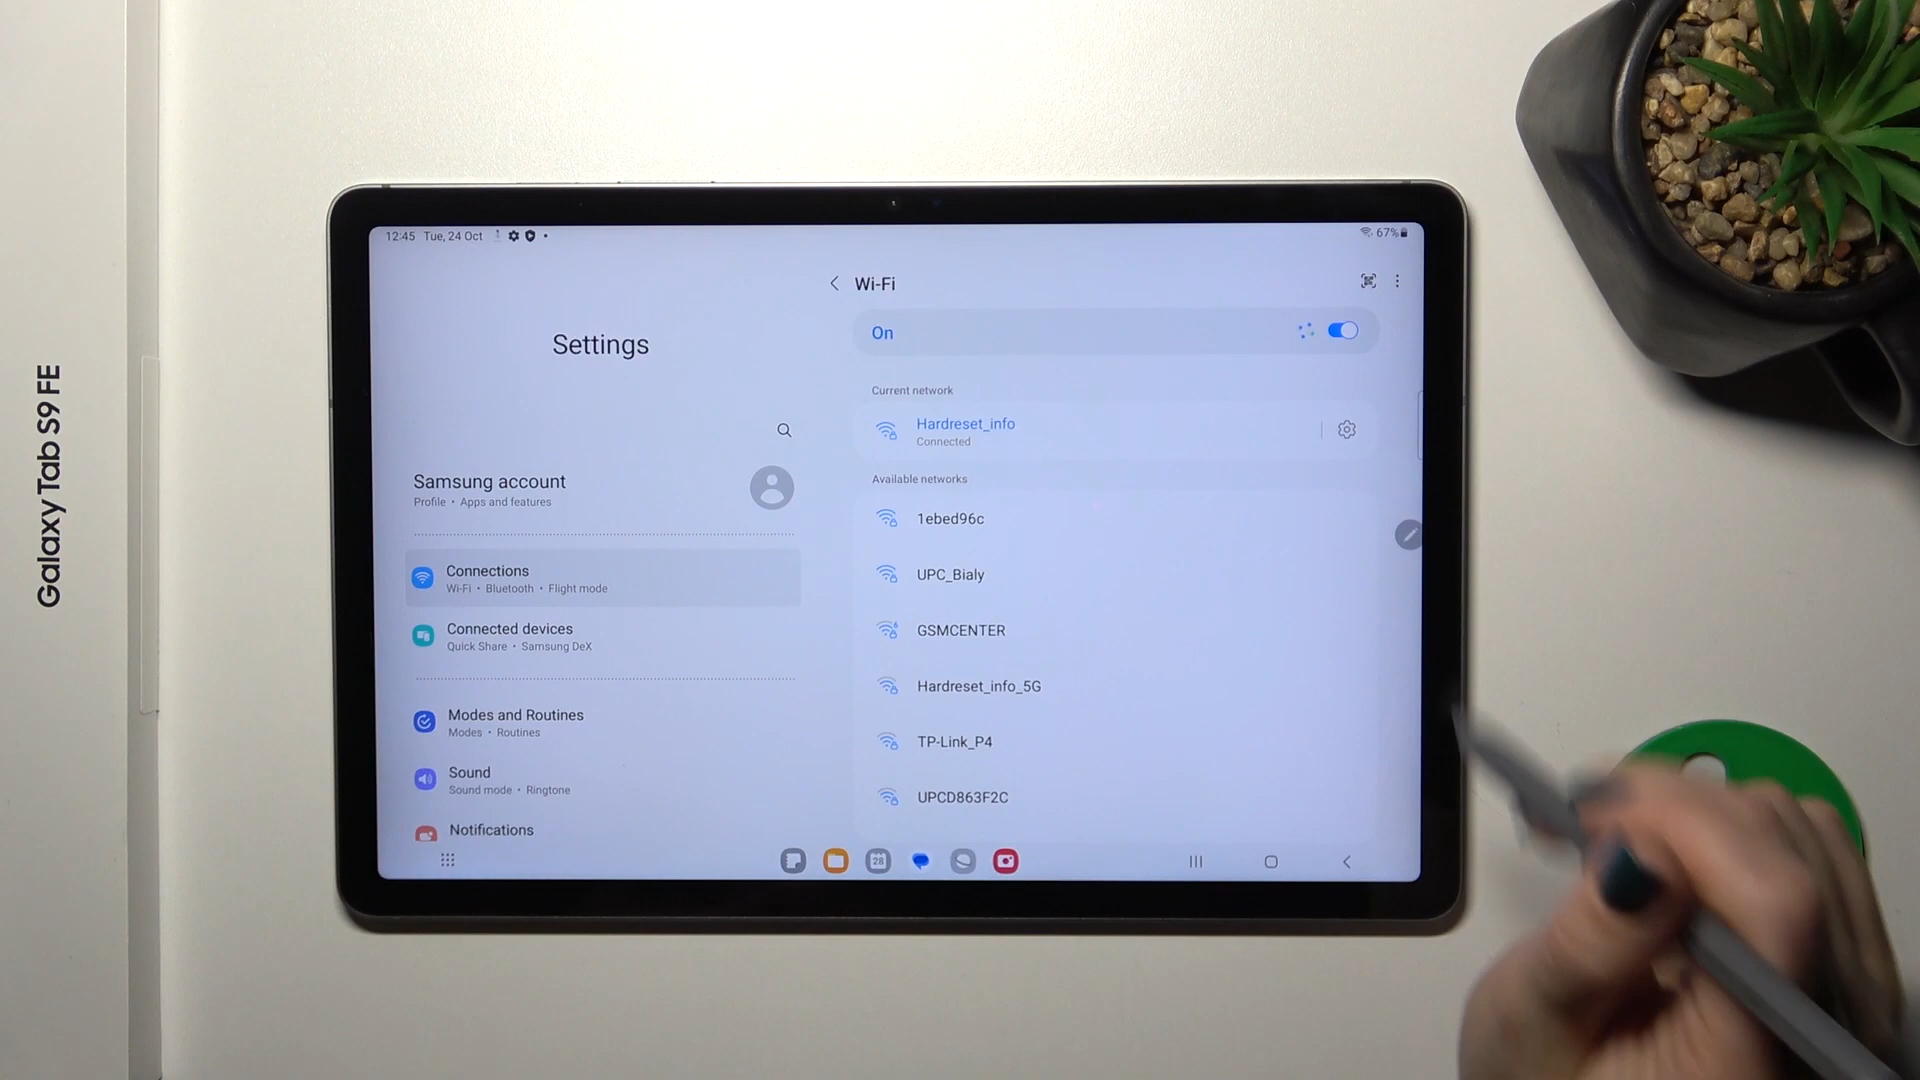 Galaxy Tab S9 FE
12:45 Tue, 24 Oct
67%
Settings
Samsung account
Profile • Apps and features
Connections
Wi-Fi • Bluetooth • Flight mode
Connected devices
Quick Share • Samsung DeX
Modes and Routines
Modes • Routines
Sound
Sound mode • Ringtone
Notifications
Wi-Fi
On
Current network
Hardreset_info
Connected
Available networks
1ebed96c
UPC_Bialy
GSMCENTER
Hardreset_info_5G
TP-Link_P4
UPCD863F2C
28